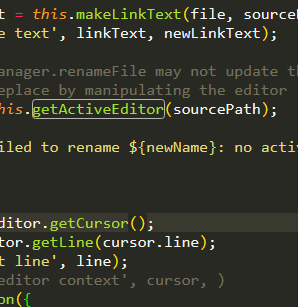 t = this.makeLinkText(file, source
e text', linkText, newLinkText);
anager.renameFile may not update th
eplace by manipulating the editor
his.getActiveEditor(sourcePath);
iled to rename ${newName}: no activ
ditor.getCursor();
tor.getLine(cursor.line);
t line', line);
editor context', cursor, )
on({